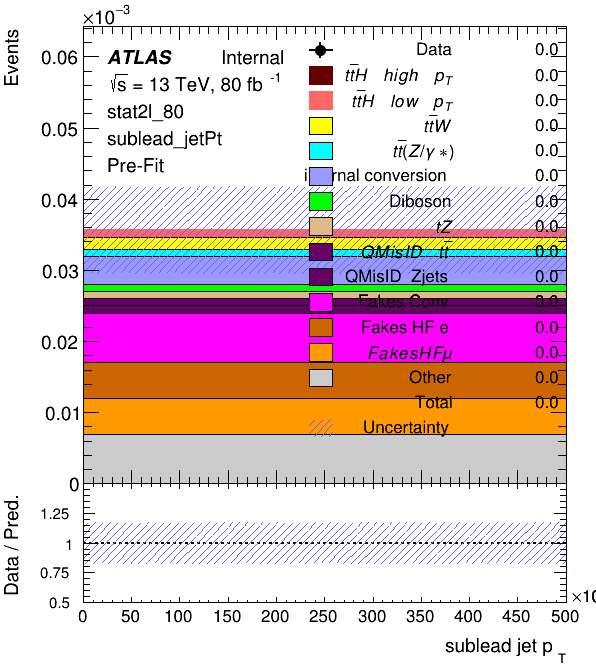 ×10⁻³
Events
0.06
0.05
0.04
0.03
0.02
0.01
0
ATLAS Internal
√s = 13 TeV, 80 fb⁻¹
stat2l_80
sublead_jetPt
Pre-Fit
Data 0.0
tt̄H high p_T 0.0
tt̄H low p_T 0.0
tt̄W 0.0
tt̄(Z/γ*) 0.0
internal conversion 0.0
Diboson 0.0
tZ 0.0
QMisID tt̄ 0.0
QMisID Zjets 0.0
Fakes Conv 0.0
Fakes HF e 0.0
FakesHFμ 0.0
Other 0.0
Total 0.0
Uncertainty
Data / Pred.
1.25
1
0.75
0.5
0 50 100 150 200 250 300 350 400 450 500
×10
sublead jet p_T